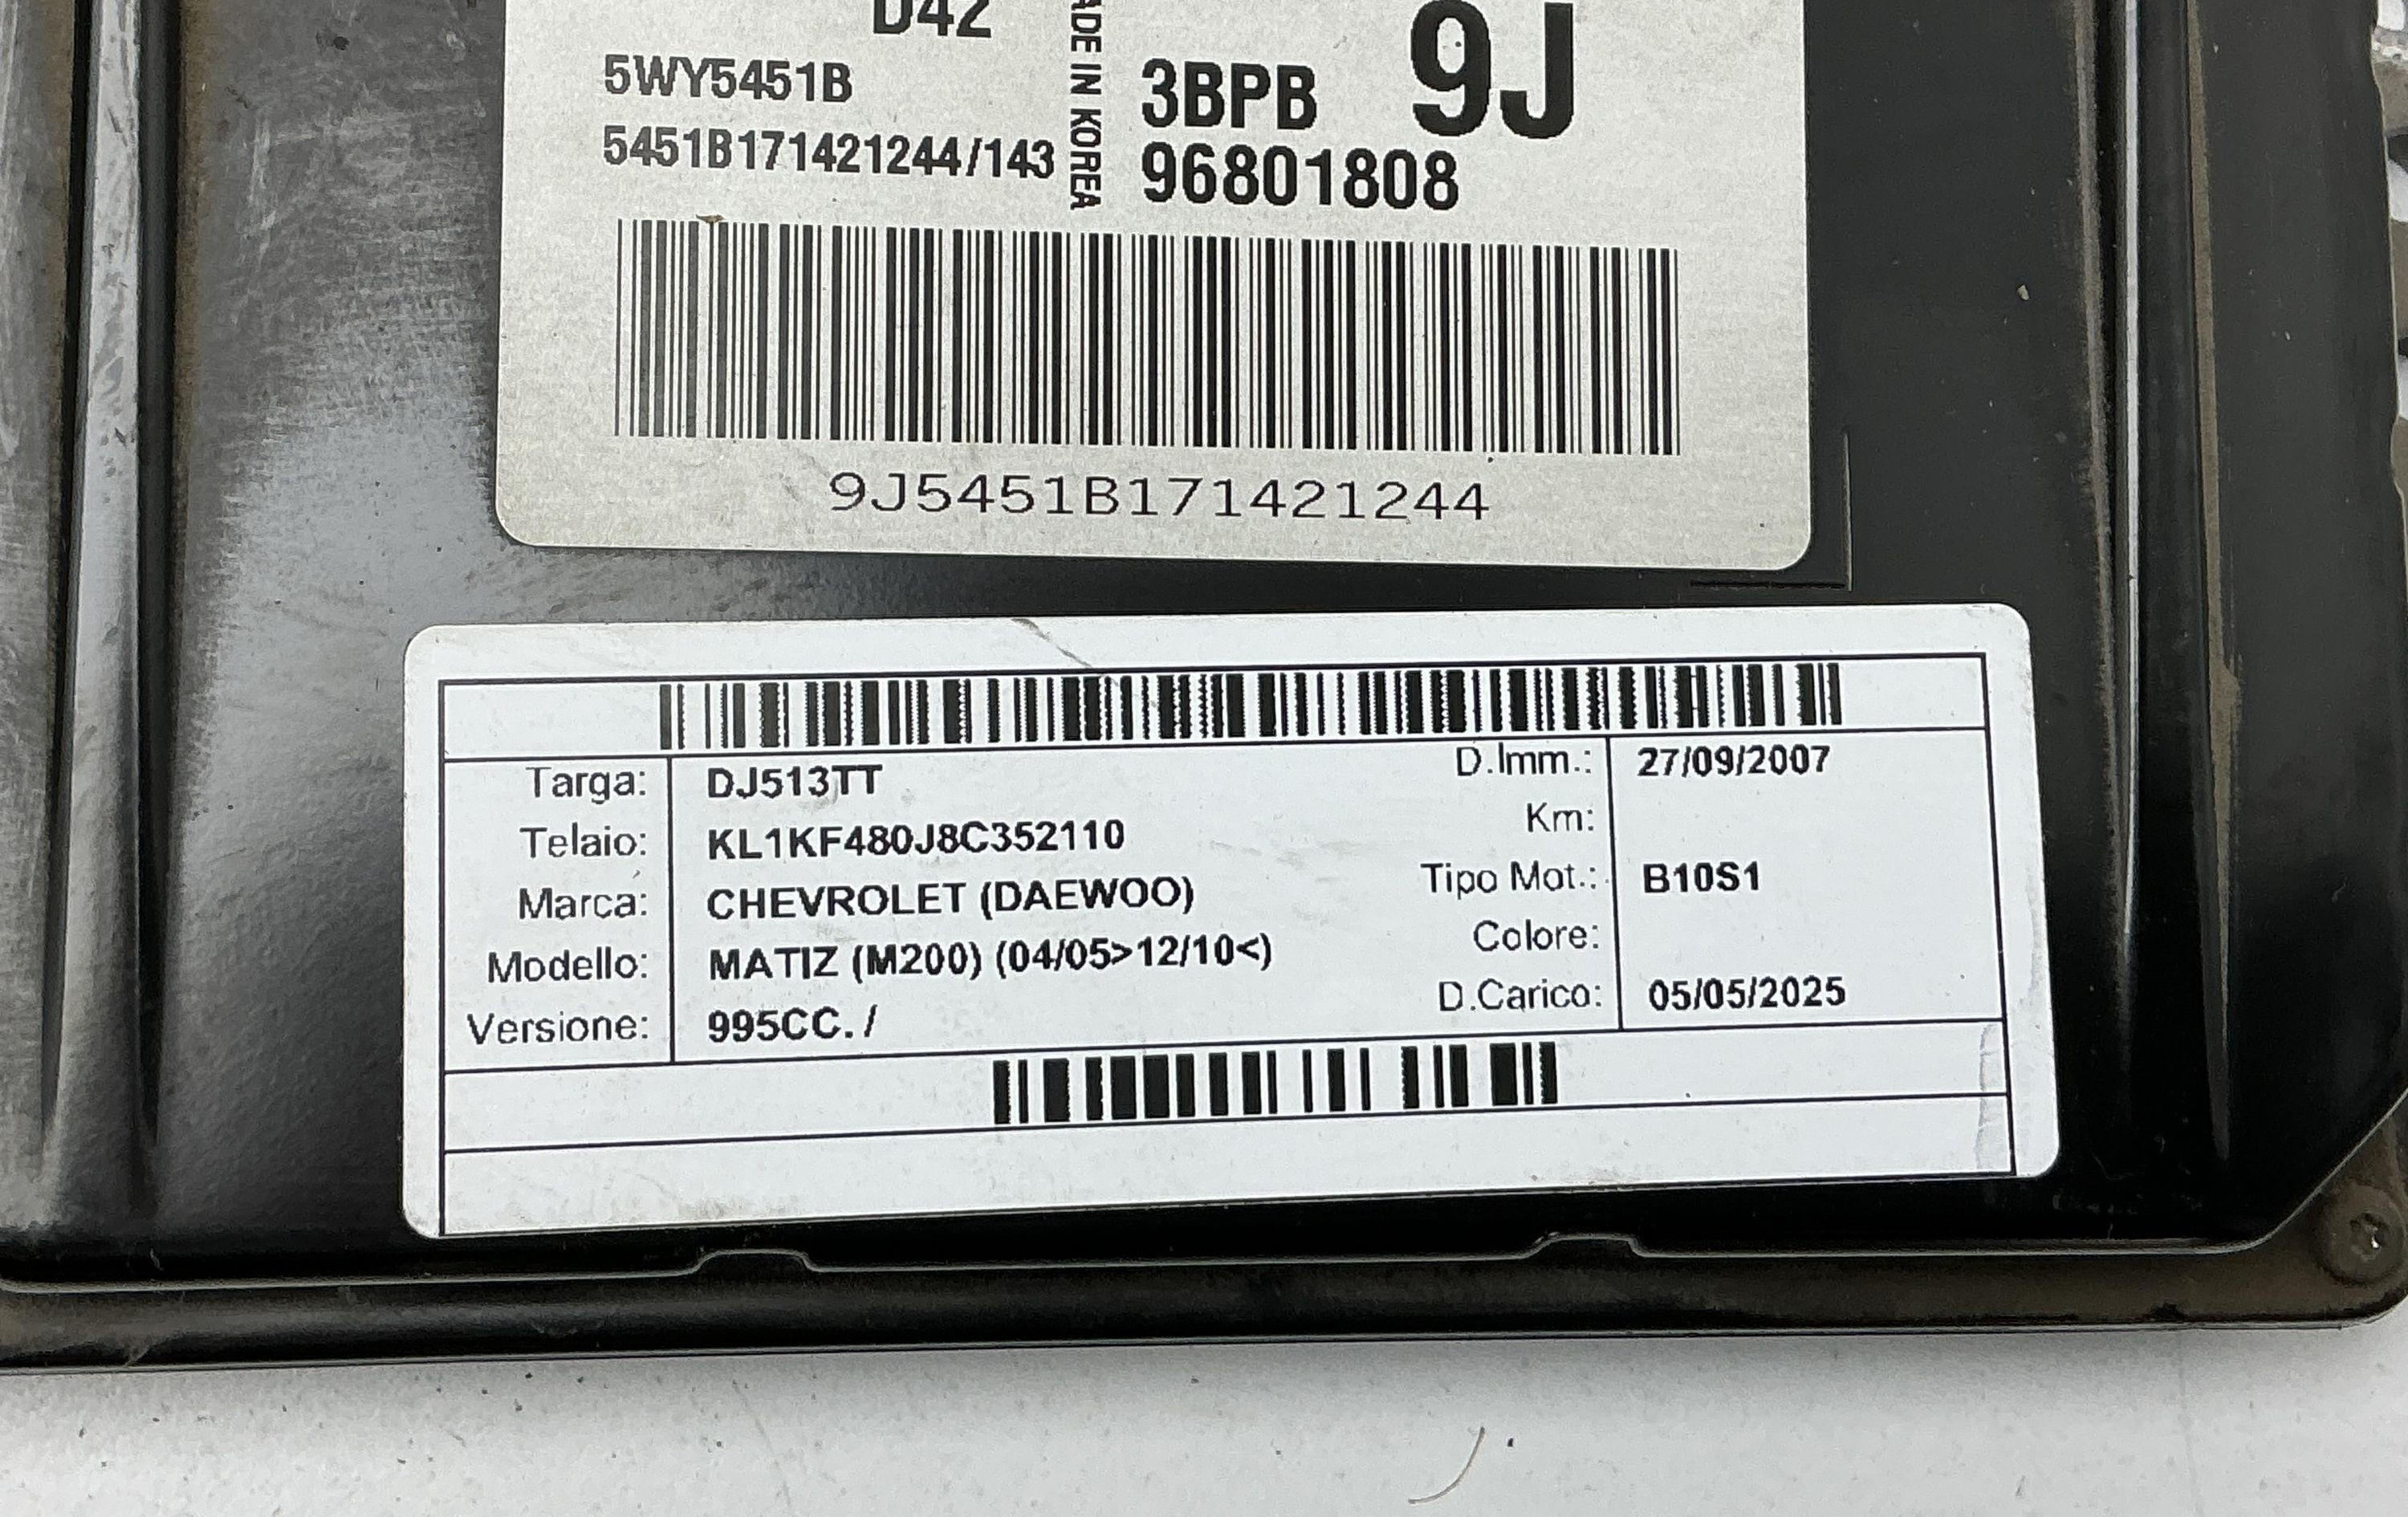 D42
MADE IN KOREA
5WY5451B
5451B171421244/143
3BPB 9J
96801808
9J5451B171421244
Targa: DJ513TT
Telaio: KL1KF480J8C352110
Marca: CHEVROLET (DAEWOO)
Modello: MATIZ (M200) (04/05>12/10<)
Versione: 995CC. /
D.Imm.: 27/09/2007
Km:
Tipo Mot.: B10S1
Colore:
D.Carico: 05/05/2025